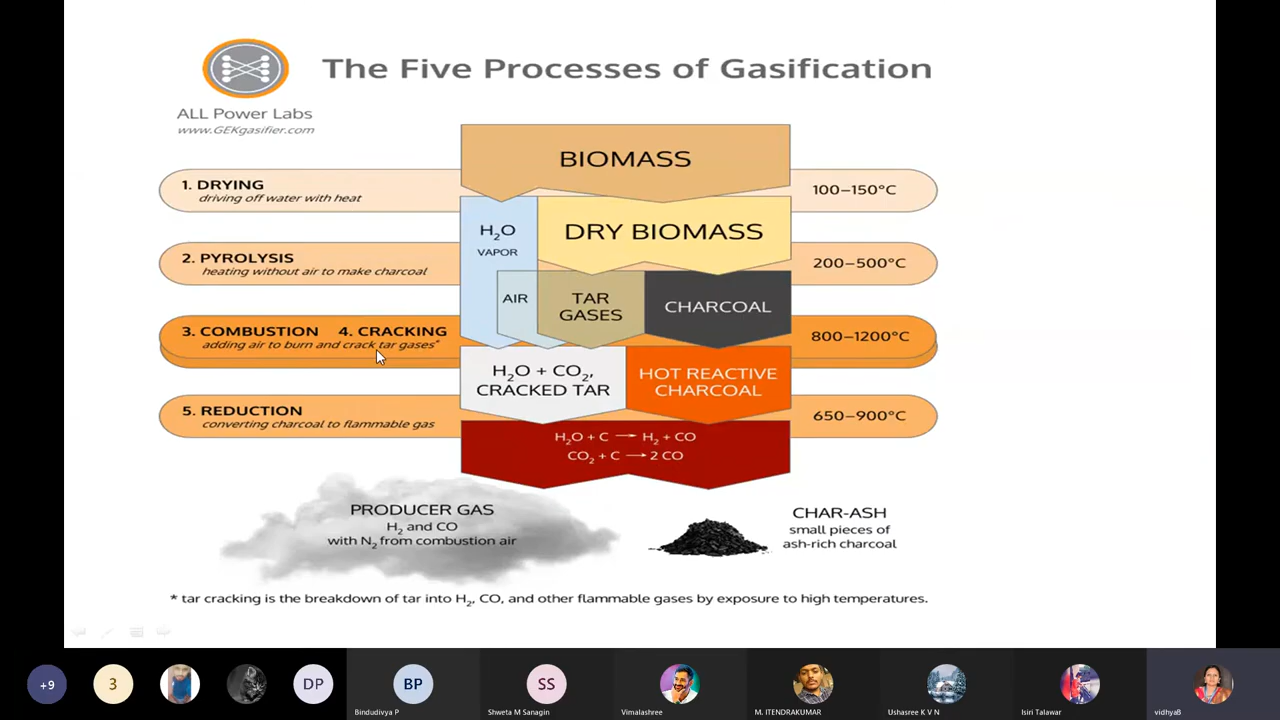 The Five Processes of Gasification
ALL Power Labs
www.GEKgasifier.com
BIOMASS
1. DRYING
driving off water with heat
100–150°C
H₂O
VAPOR
DRY BIOMASS
2. PYROLYSIS
heating without air to make charcoal
200–500°C
AIR
TAR
GASES
CHARCOAL
3. COMBUSTION 4. CRACKING
adding air to burn and crack tar gases*
800–1200°C
H₂O + CO₂,
CRACKED TAR
HOT REACTIVE
CHARCOAL
5. REDUCTION
converting charcoal to flammable gas
650–900°C
H₂O + C → H₂ + CO
CO₂ + C → 2 CO
PRODUCER GAS
H₂ and CO
with N₂ from combustion air
CHAR-ASH
small pieces of
ash-rich charcoal
* tar cracking is the breakdown of tar into H₂, CO, and other flammable gases by exposure to high temperatures.
+9
3
DP
BP
SS
Bindudivya P
Shweta M Sanagin
Vimalashree
M. ITENDRAKUMAR
Ushasree K V N
Isiri Talawar
vidhyaB